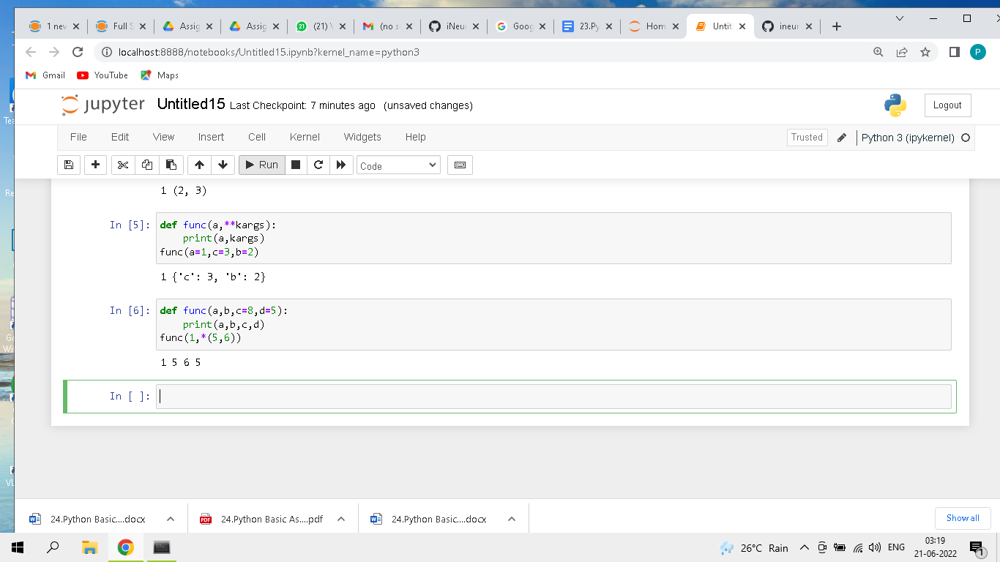 1 nev
Full S
Assig
Assig
(21) V
(no s
iNeur
Goog
23.Py
Hom
Untit
ineur
localhost:8888/notebooks/Untitled15.ipynb?kernel_name=python3
P
Gmail YouTube Maps
jupyter Untitled15 Last Checkpoint: 7 minutes ago (unsaved changes)
Logout
File Edit View Insert Cell Kernel Widgets Help
Trusted Python 3 (ipykernel)
Run Code
1 (2, 3)
In [5]: def func(a,**kargs):
print(a,kargs)
func(a=1,c=3,b=2)
1 {'c': 3, 'b': 2}
In [6]: def func(a,b,c=8,d=5):
print(a,b,c,d)
func(1,*(5,6))
1 5 6 5
In [ ]:
24.Python Basic....docx
24.Python Basic As....pdf
24.Python Basic....docx
Show all
26°C Rain
ENG
03:19
21-06-2022
1